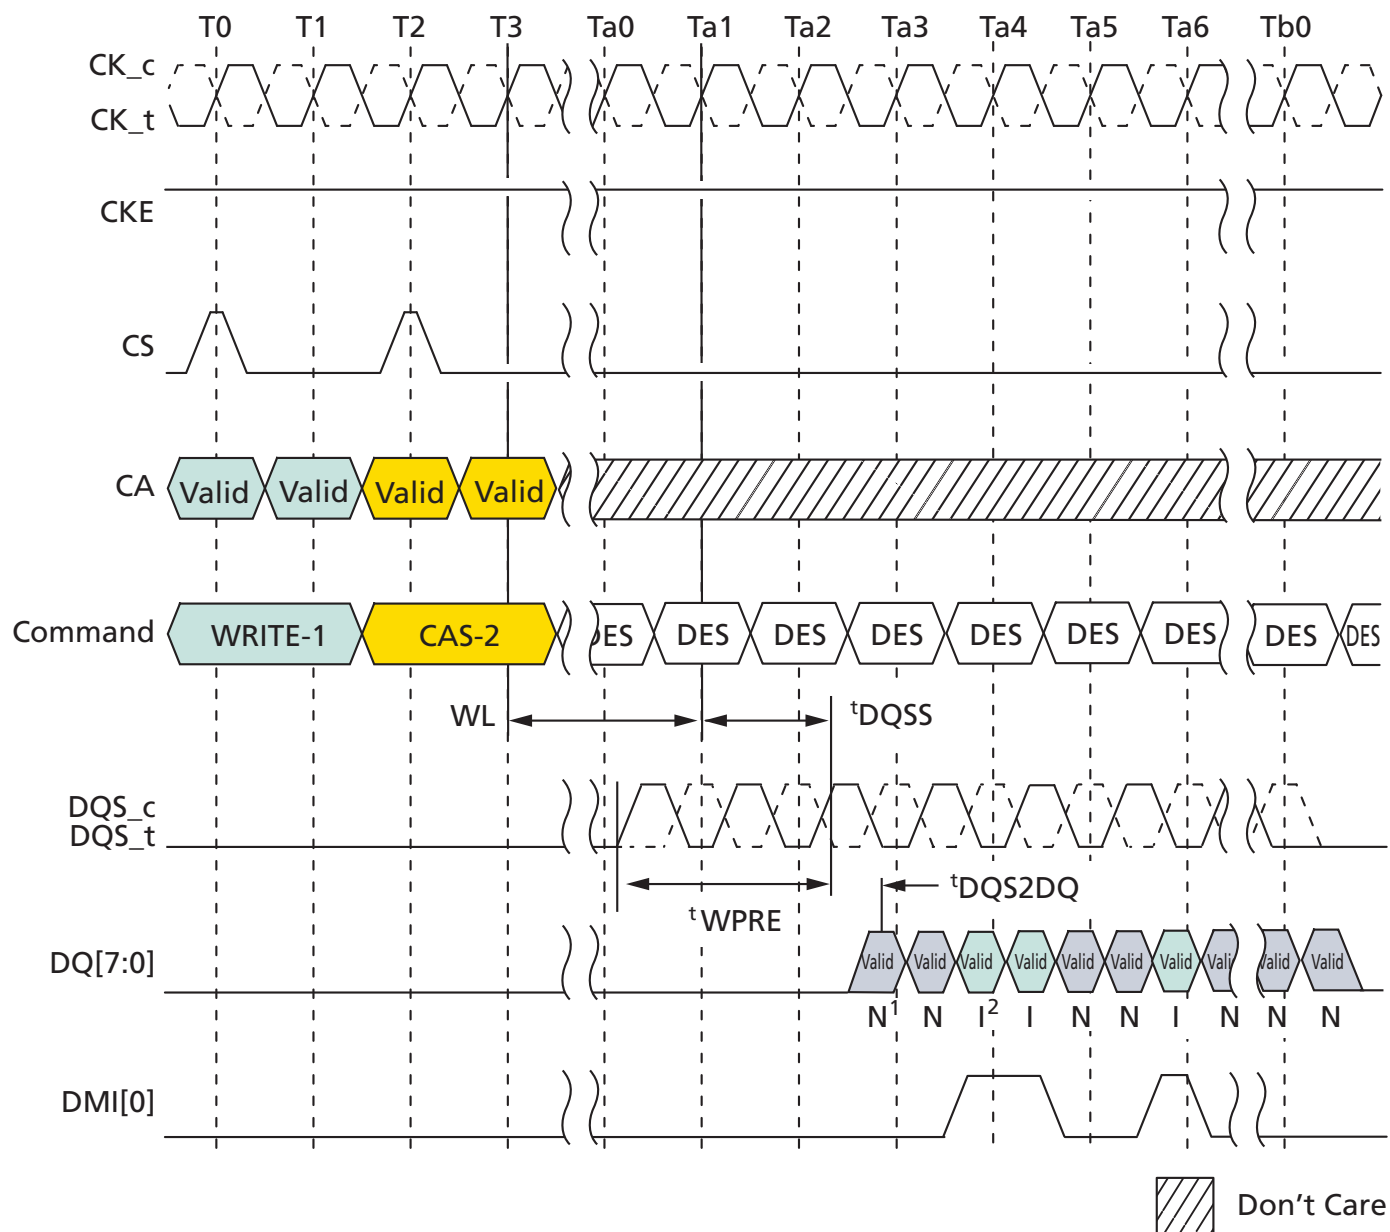 T0 T1 T2 T3 Ta0 Ta1 Ta2 Ta3 Ta4 Ta5 Ta6 Tb0
CK_c
CK_t
CKE
CS
CA Valid Valid Valid Valid
Command WRITE-1 CAS-2 DES DES DES DES DES DES DES DES DES
WL tDQSS
DQS_c
DQS_t
tDQS2DQ
tWPRE
DQ[7:0] Valid Valid Valid Valid Valid Valid Valid Vali Valid Valid
N1 N I2 I N N I N N N
DMI[0]
Don't Care